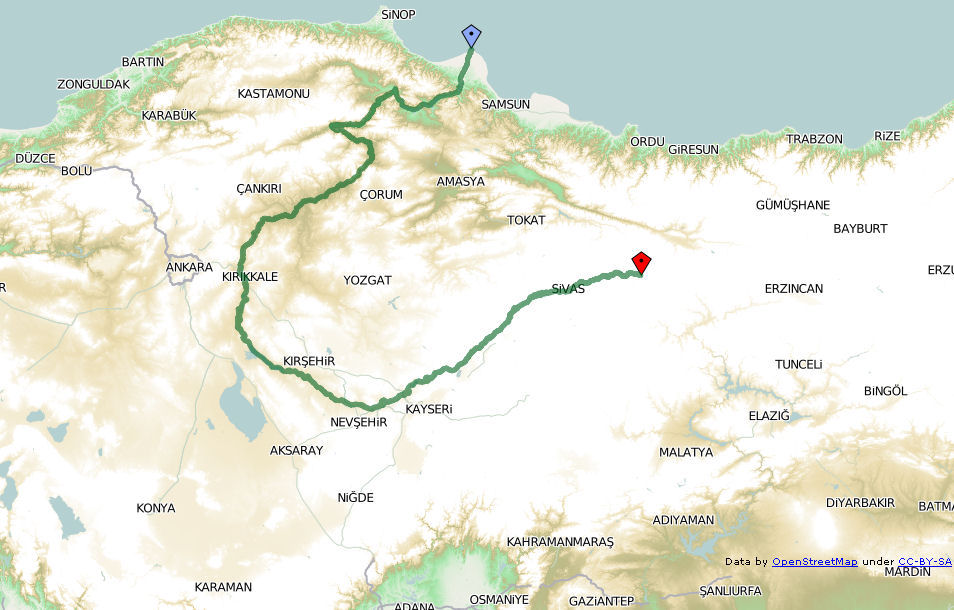 SiNOP
BARTIN
ZONGULDAK
KASTAMONU
SAMSUN
KARABÜK
ORDU
GiRESUN
TRABZON
RiZE
DÜZCE
BOLU
ÇANKIRI
ÇORUM
AMASYA
TOKAT
GÜMÜŞHANE
BAYBURT
ANKARA
KIRIKKALE
YOZGAT
SiVAS
ERZINCAN
ERZU
R
KIRŞEHiR
TUNCELi
BiNGÖL
NEVŞEHiR
KAYSERi
ELAZIĞ
AKSARAY
MALATYA
NiĞDE
KONYA
DiYARBAKIR
BATMA
ADIYAMAN
KAHRAMANMARAŞ
Data by OpenStreetMap under CC-BY-SA
MARDiN
KARAMAN
ADANA
OSMANiYE
GAZiANTEP
ŞANLIURFA